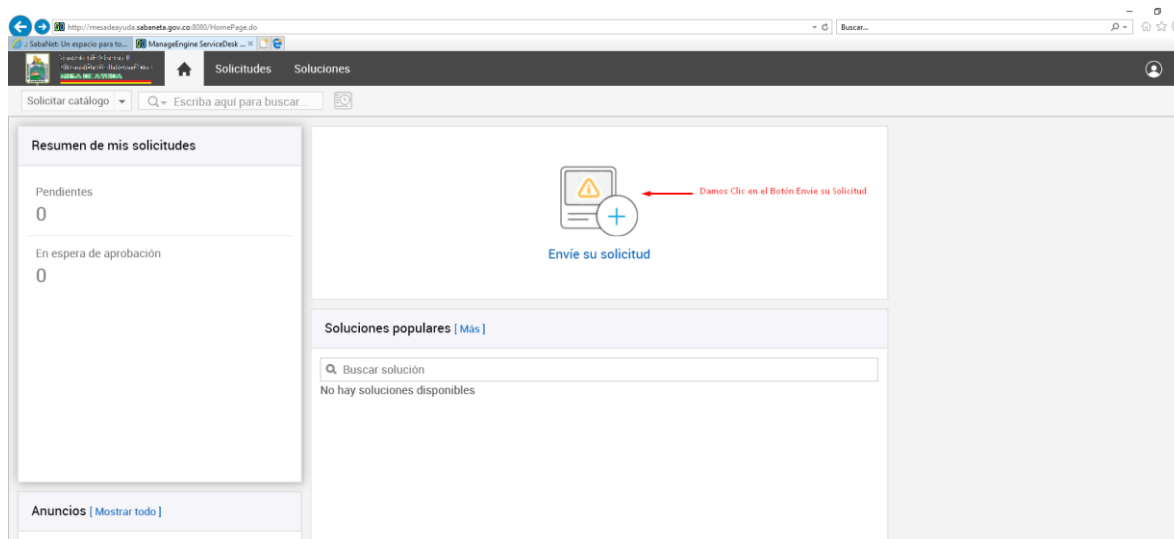 http://mesadeayuda.sabaneta.gov.co:8080/HomePage.do
Buscar...
.: SabaNet: Un espacio para to...
ManageEngine ServiceDesk ...
MESA DE AYUDA
Solicitudes
Soluciones
Solicitar catálogo
Escriba aquí para buscar...
Resumen de mis solicitudes
Pendientes
0
En espera de aprobación
0
Damos Clic en el Botón Envíe su Solicitud
Envíe su solicitud
Soluciones populares [ Más ]
Buscar solución
No hay soluciones disponibles
Anuncios [ Mostrar todo ]